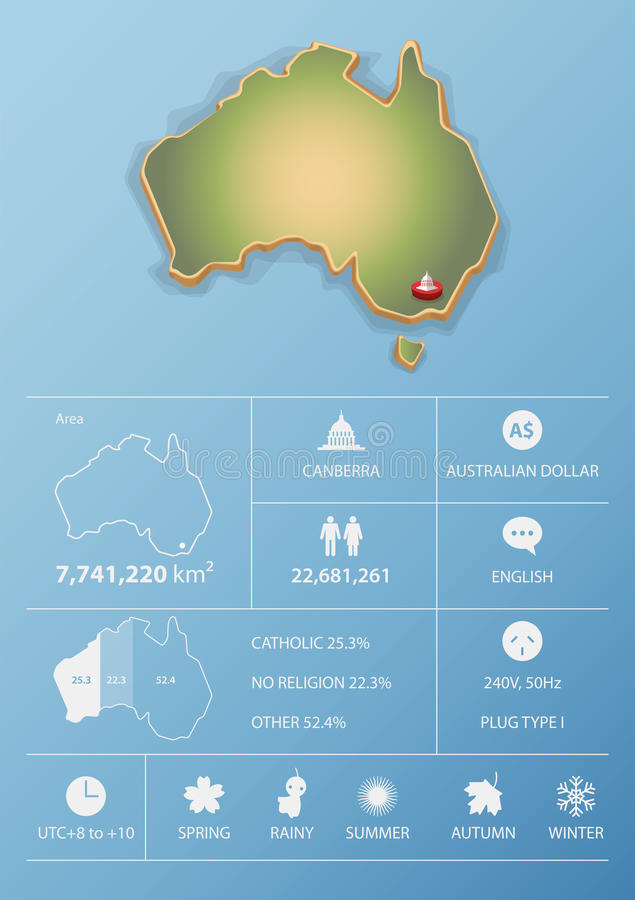 Area
7,741,220 km²
CANBERRA
A$
AUSTRALIAN DOLLAR
22,681,261
ENGLISH
25.3
22.3
52.4
CATHOLIC 25.3%
NO RELIGION 22.3%
OTHER 52.4%
240V, 50Hz
PLUG TYPE I
UTC+8 to +10
SPRING
RAINY
SUMMER
AUTUMN
WINTER
dreamstime.